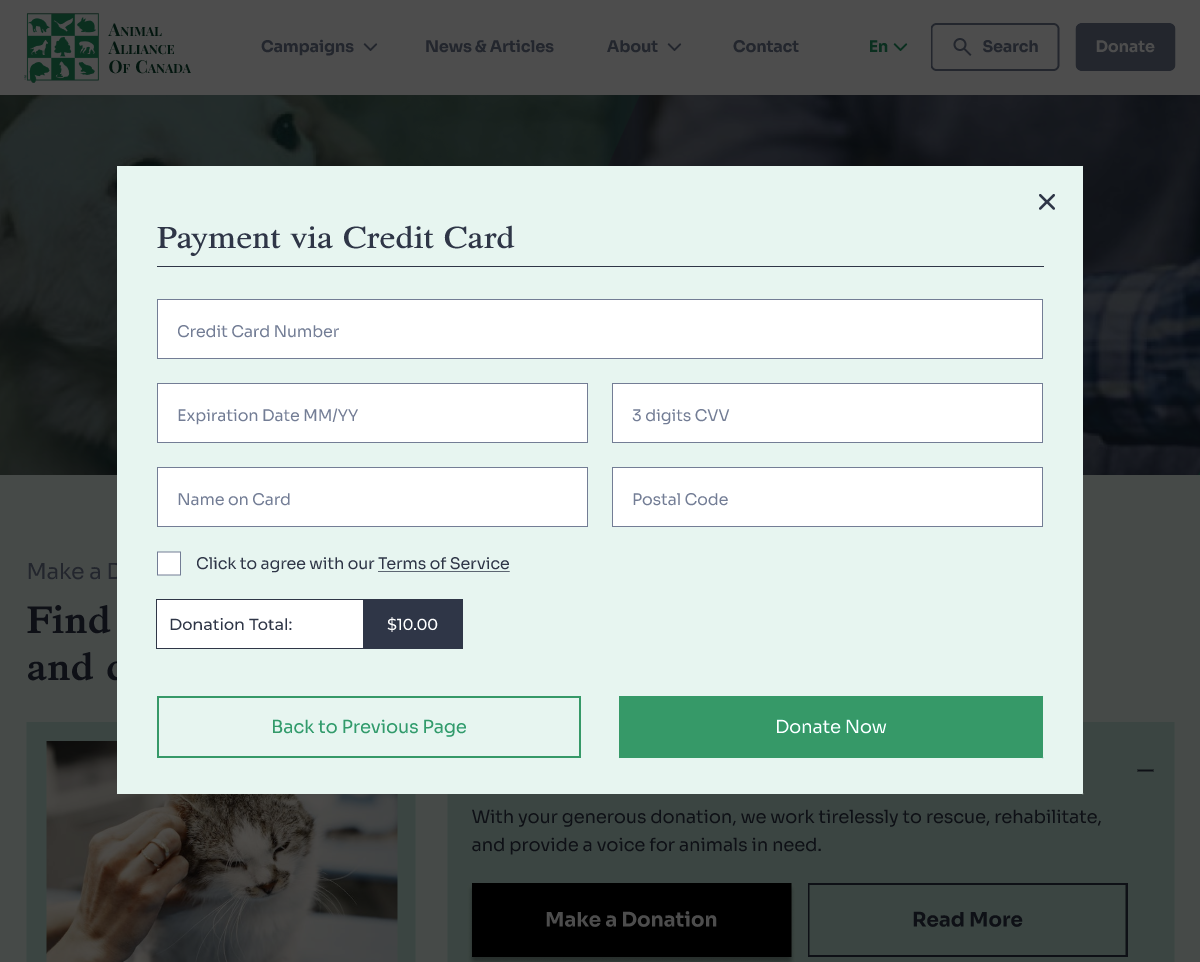 Animal
Alliance
Of Canada
Campaigns
News & Articles
About
Contact
En
Search
Donate
Payment via Credit Card
Credit Card Number
Expiration Date MM/YY
3 digits CVV
Name on Card
Postal Code
Click to agree with our Terms of Service
Donation Total:
$10.00
Make a
Find
and
Back to Previous Page
Donate Now
With your generous donation, we work tirelessly to rescue, rehabilitate,
and provide a voice for animals in need.
Make a Donation
Read More